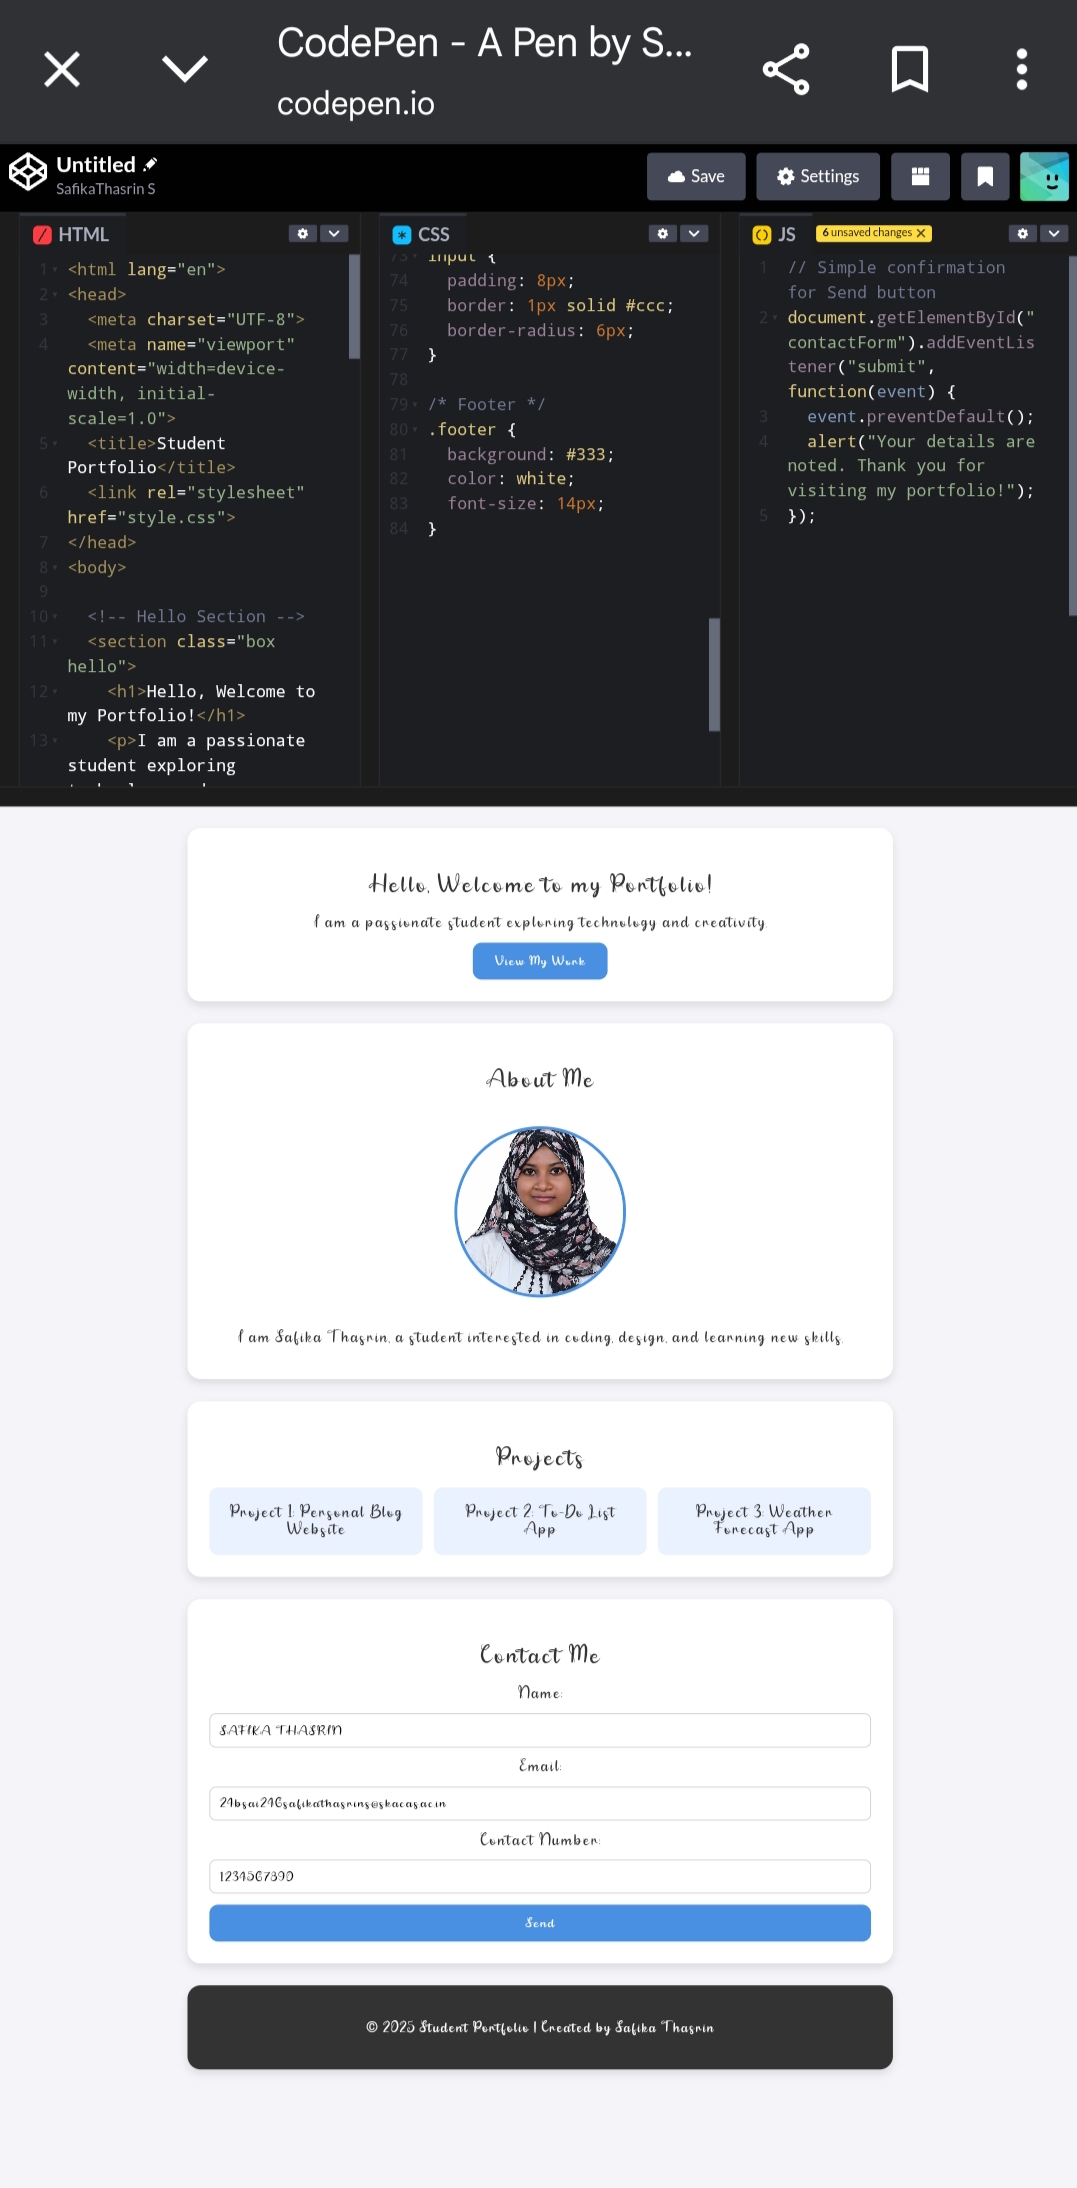 CodePen - A Pen by S...
codepen.io
Untitled
SafikaThasrin S
Save
Settings
HTML
1 <html lang="en">
2 <head>
3 <meta charset="UTF-8">
4 <meta name="viewport"
content="width=device-
width, initial-
scale=1.0">
5 <title>Student
Portfolio</title>
6 <link rel="stylesheet"
href="style.css">
7 </head>
8 <body>
9
10 <!-- Hello Section -->
11 <section class="box
hello">
12 <h1>Hello, Welcome to
my Portfolio!</h1>
13 <p>I am a passionate
student exploring
CSS
73 input {
74 padding: 8px;
75 border: 1px solid #ccc;
76 border-radius: 6px;
77 }
78
79 /* Footer */
80 .footer {
81 background: #333;
82 color: white;
83 font-size: 14px;
84 }
JS
6 unsaved changes X
1 // Simple confirmation
for Send button
2 document.getElementById("
contactForm").addEventLis
tener("submit",
function(event) {
3 event.preventDefault();
4 alert("Your details are
noted. Thank you for
visiting my portfolio!");
5 });
Hello, Welcome to my Portfolio!
I am a passionate student exploring technology and creativity.
View My Work
About Me
I am Safika Thasrin, a student interested in coding, design, and learning new skills.
Projects
Project 1: Personal Blog
Website
Project 2: To-Do List
App
Project 3: Weather
Forecast App
Contact Me
Name:
SAFIKA THASRIN
Email:
Contact Number:
1234567890
Send
© 2025 Student Portfolio | Created by Safika Thasrin